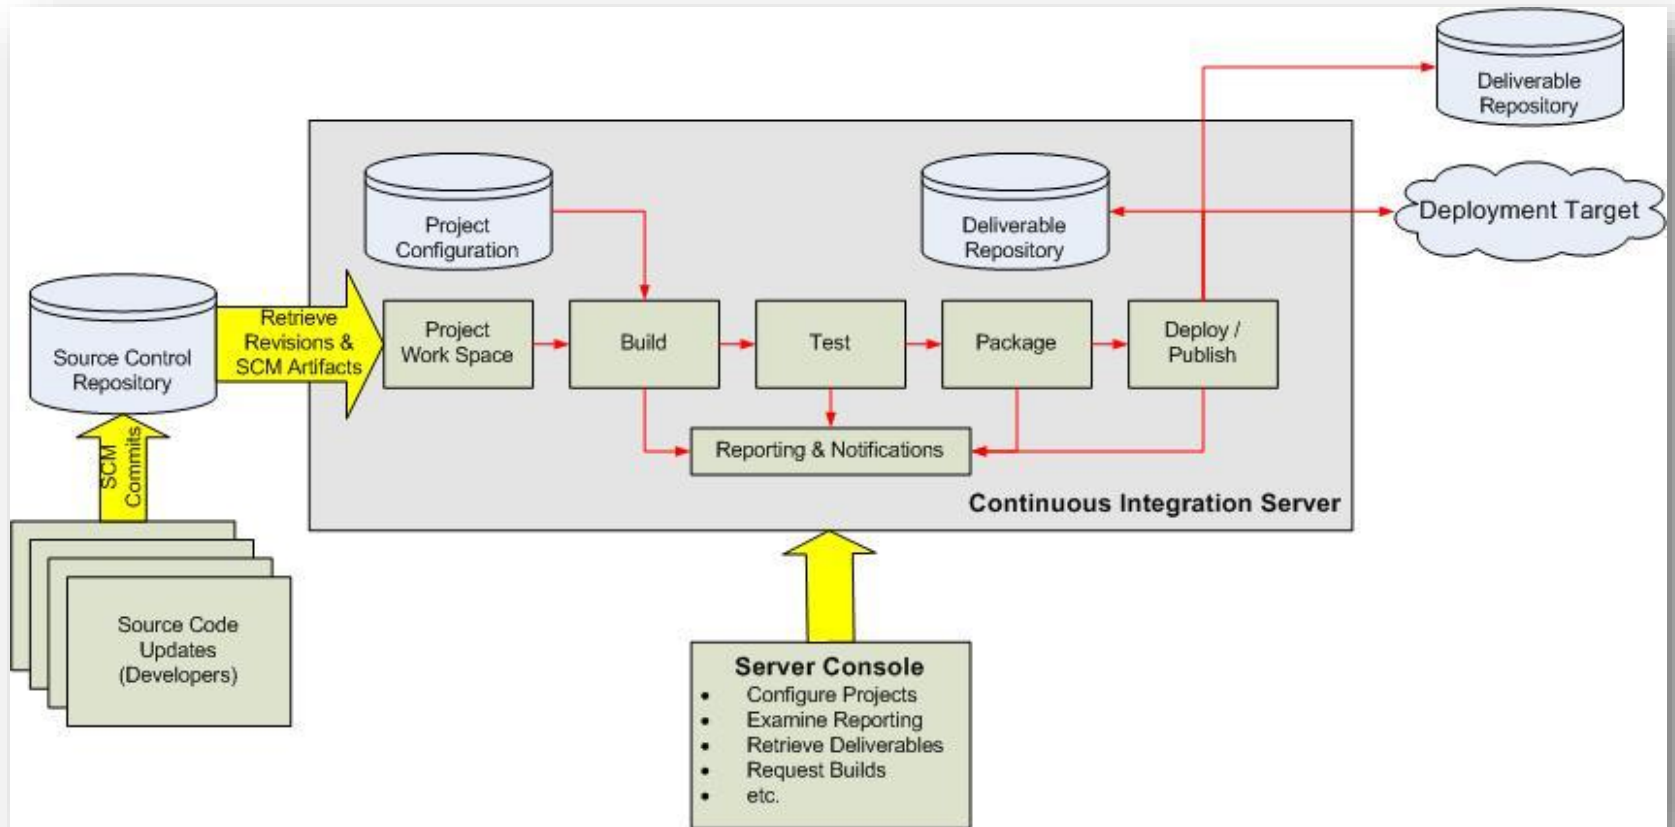 Deliverable
Repository
Deployment Target
Project
Configuration
Deliverable
Repository
Source Control
Repository
Retrieve
Revisions &
SCM Artifacts
Project
Work Space
Build
Test
Package
Deploy /
Publish
Reporting & Notifications
Continuous Integration Server
SCM
Commits
Source Code
Updates
(Developers)
Server Console
• Configure Projects
• Examine Reporting
• Retrieve Deliverables
• Request Builds
• etc.